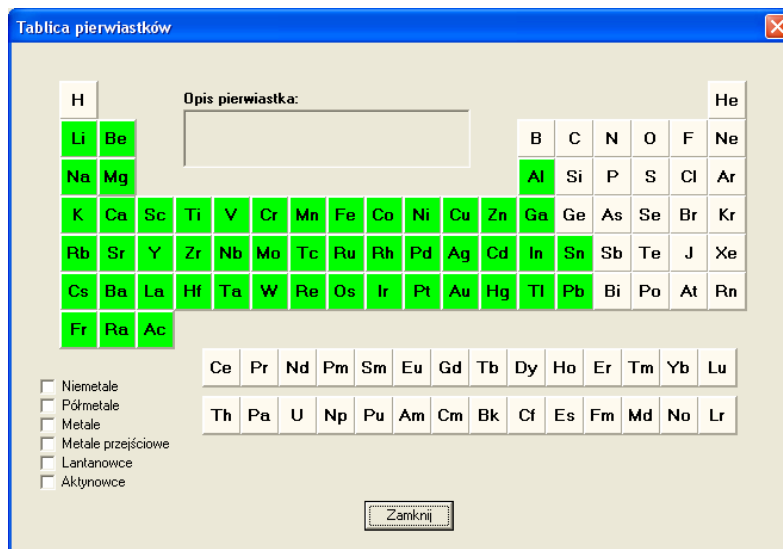 Tablica pierwiastków
H Opis pierwiastka: He
Li Be B C N O F Ne
Na Mg Al Si P S Cl Ar
K Ca Sc Ti V Cr Mn Fe Co Ni Cu Zn Ga Ge As Se Br Kr
Rb Sr Y Zr Nb Mo Tc Ru Rh Pd Ag Cd In Sn Sb Te J Xe
Cs Ba La Hf Ta W Re Os Ir Pt Au Hg Tl Pb Bi Po At Rn
Fr Ra Ac
Ce Pr Nd Pm Sm Eu Gd Tb Dy Ho Er Tm Yb Lu
Th Pa U Np Pu Am Cm Bk Cf Es Fm Md No Lr
Niemetale
Półmetale
Metale
Metale przejściowe
Lantanowce
Aktynowce
Zamknij